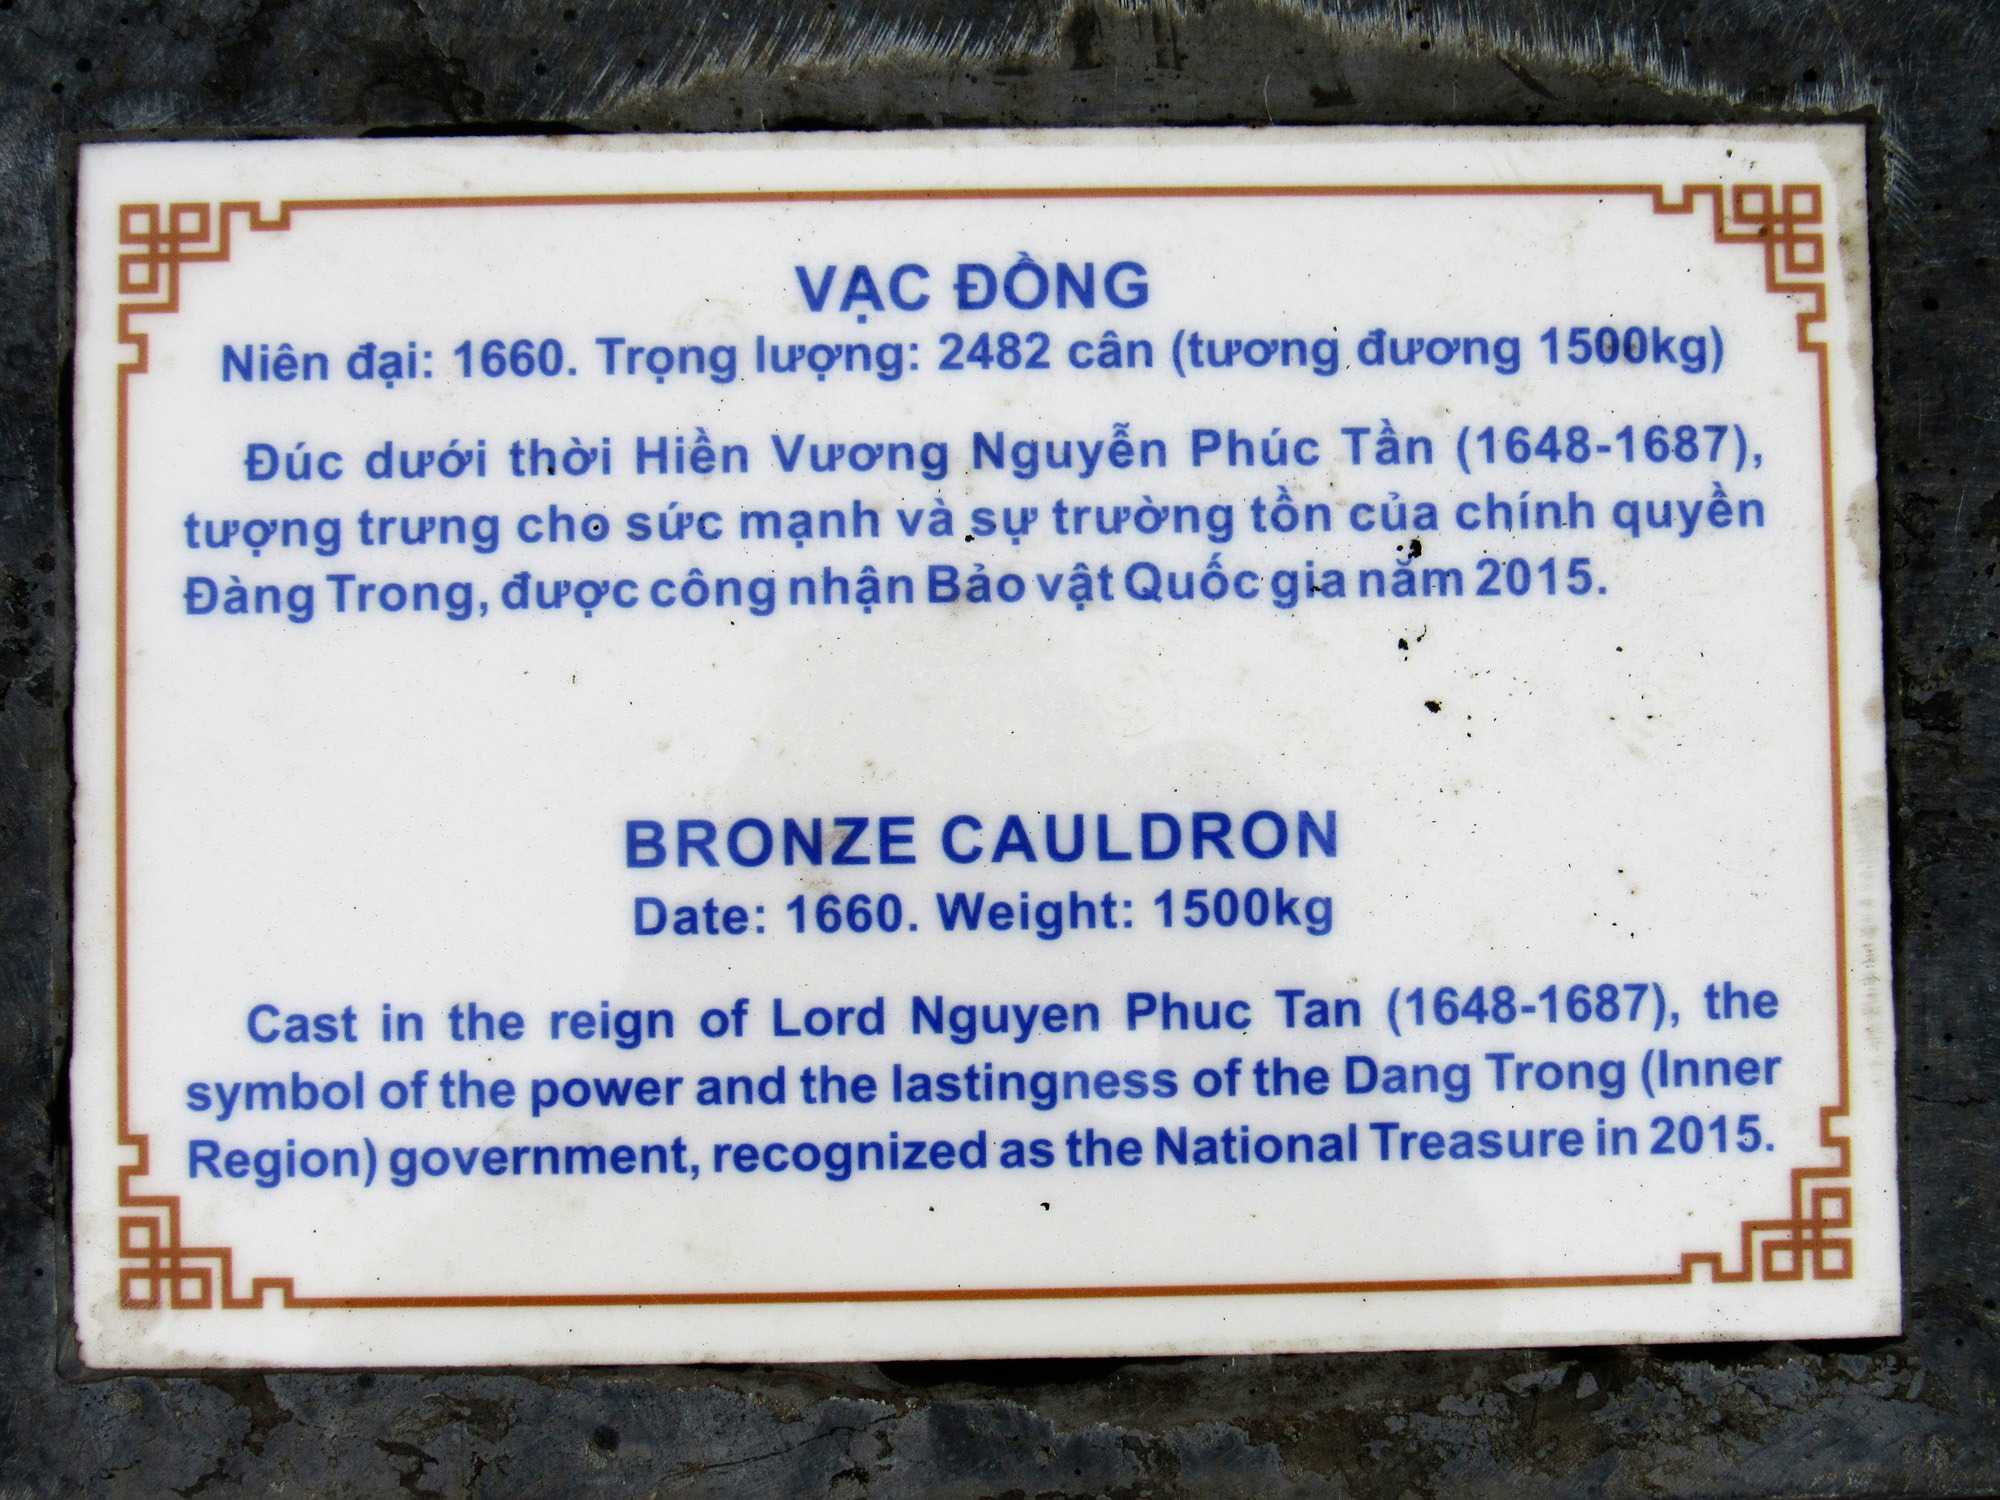 VẠC ĐỒNG
Niên đại: 1660. Trọng lượng: 2482 cân (tương đương 1500kg)
Đúc dưới thời Hiền Vương Nguyễn Phúc Tần (1648-1687),
tượng trưng cho sức mạnh và sự trường tồn của chính quyền
Đàng Trong, được công nhận Bảo vật Quốc gia năm 2015.
BRONZE CAULDRON
Date: 1660. Weight: 1500kg
Cast in the reign of Lord Nguyen Phuc Tan (1648-1687), the
symbol of the power and the lastingness of the Dang Trong (Inner
Region) government, recognized as the National Treasure in 2015.